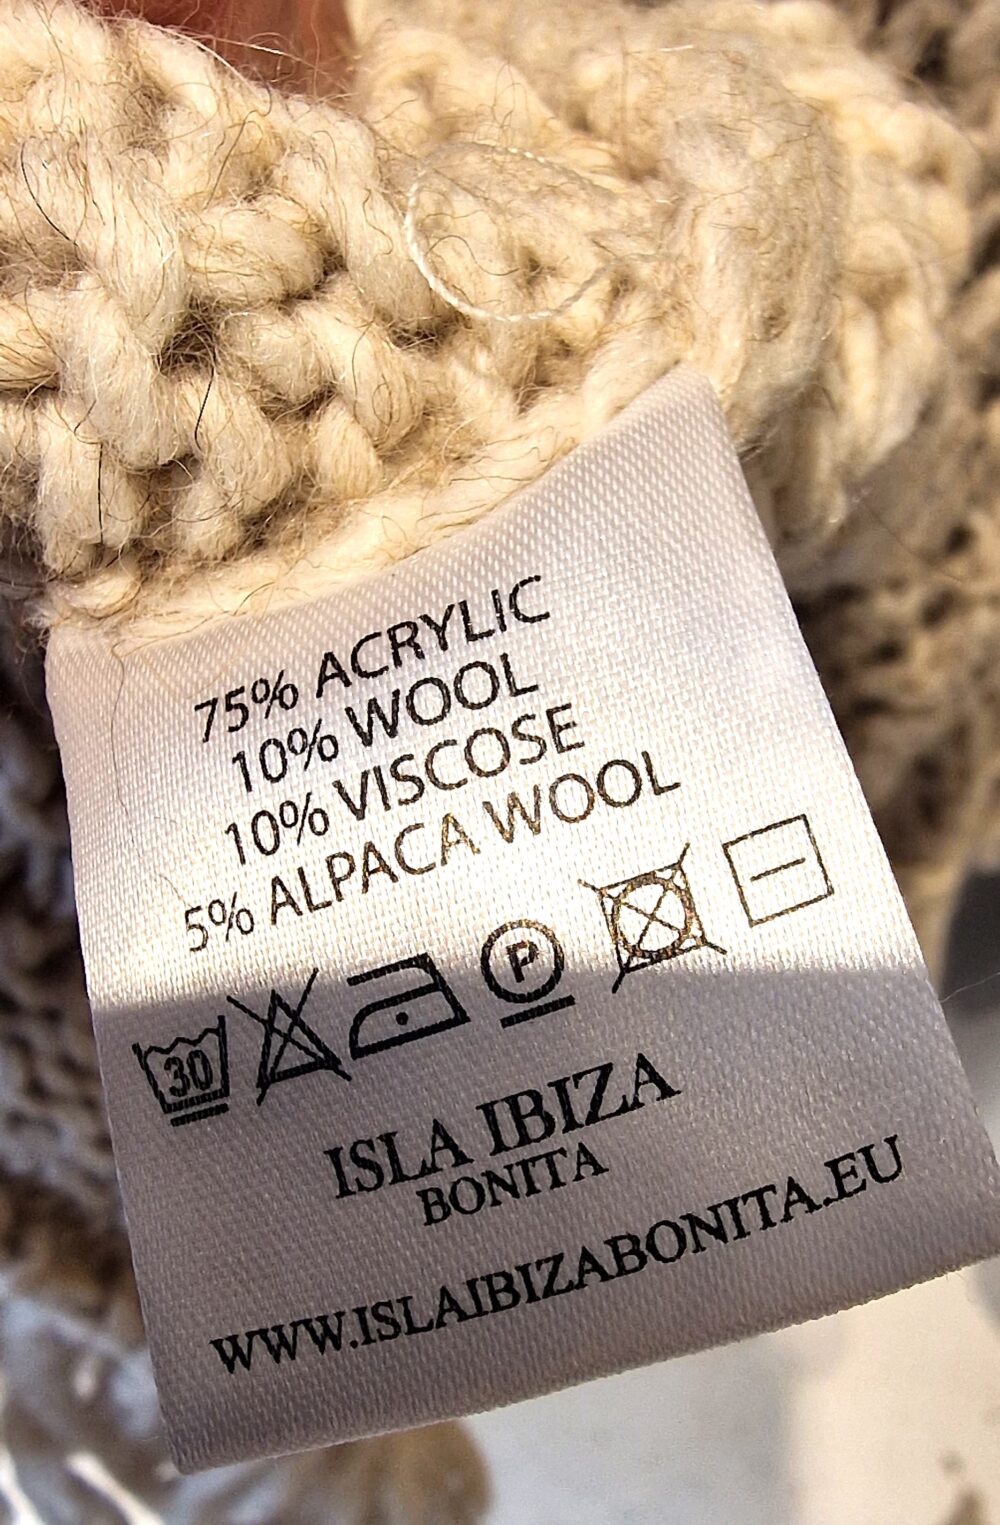 75% ACRYLIC
10% WOOL
10% VISCOSE
5% ALPACA WOOL
30 P
ISLA IBIZA
BONITA
WWW.ISLAIBIZABONITA.EU